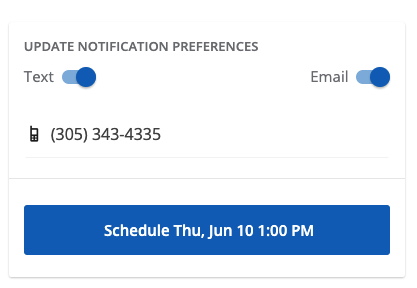 UPDATE NOTIFICATION PREFERENCES
Text Email
(305) 343-4335
Schedule Thu, Jun 10 1:00 PM